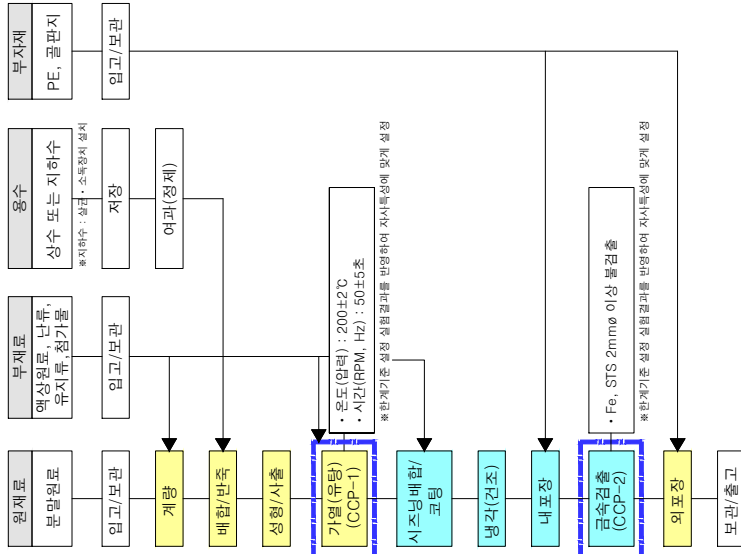 원재료
분말원료
입고/보관
계량
배합/반죽
성형/사출
가열(유탕)
(CCP-1)
시즈닝배합/
코팅
냉각(건조)
내포장
금속검출
(CCP-2)
외포장
보관/출고
부재료
액상원료, 난류,
유지류,첨가물
입고/보관
• 온도(압력) : 200±2℃
• 시간(RPM, Hz) : 50±5초
※한계기준 설정 실험결과를 반영하여 자사특성에 맞게 설정
• Fe, STS 2mmø 이상 불검출
※한계기준 설정 실험결과를 반영하여 자사특성에 맞게 설정
용수
상수 또는 지하수
※지하수 : 살균·소독장치 설치
저장
여과(정제)
부자재
PE, 골판지
입고/보관